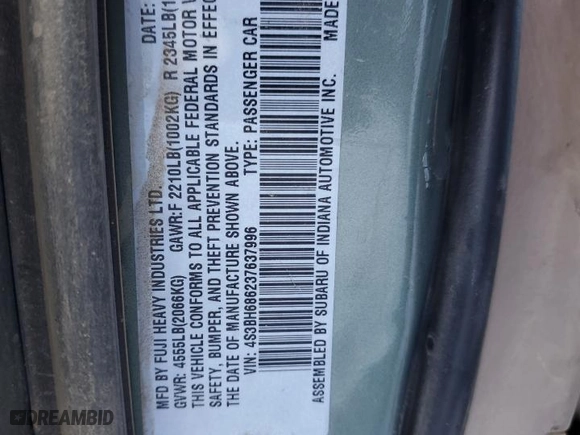 MFD BY FUJI HEAVY INDUSTRIES LTD. DATE:
GVWR: 4555LB(2066KG) GAWR:F 2210LB(1002KG) R 2345LB(1
THIS VEHICLE CONFORMS TO ALL APPLICABLE FEDERAL MOTOR V
SAFETY, BUMPER, AND THEFT PREVENTION STANDARDS IN EFFEC
THE DATE OF MANUFACTURE SHOWN ABOVE.
VIN: 4S3BH686237637996 TYPE: PASSENGER CAR
ASSEMBLED BY SUBARU OF INDIANA AUTOMOTIVE INC. MADE
DREAMBID